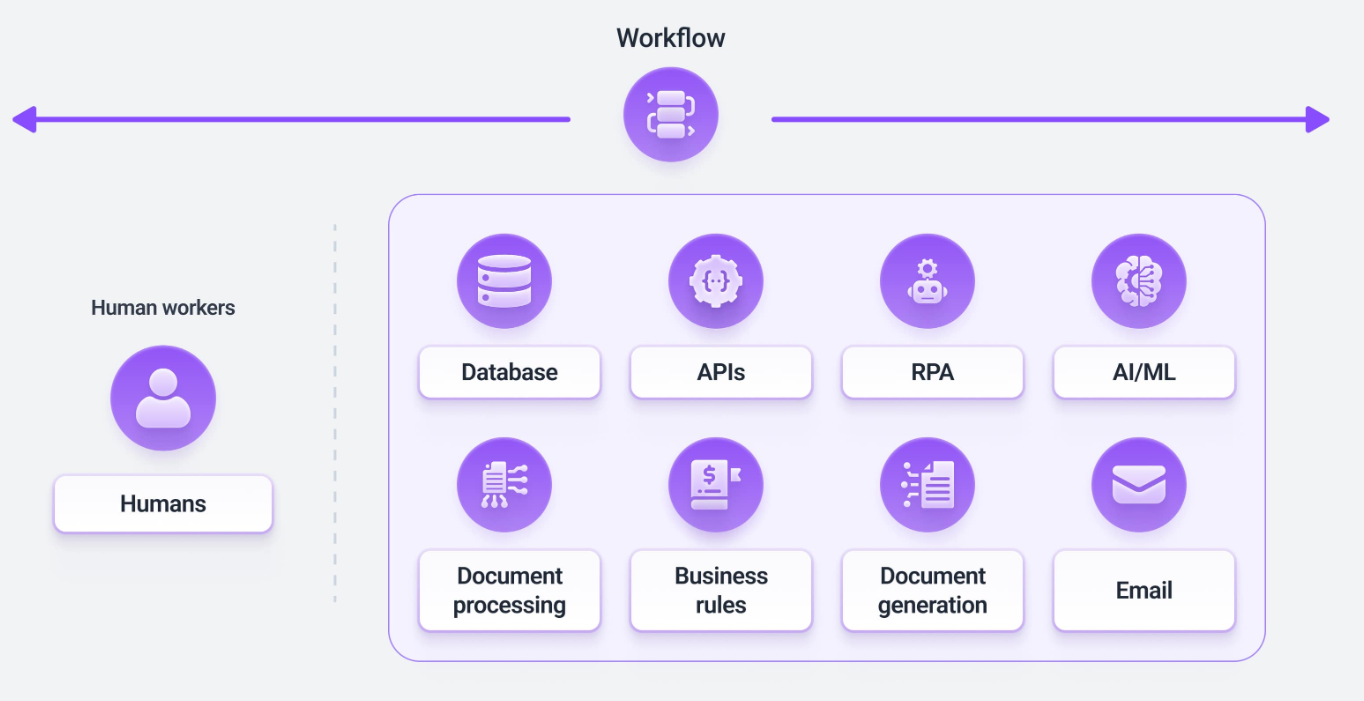 Workflow
Human workers
Humans
Database
APIs
RPA
AI/ML
Document
processing
Business
rules
Document
generation
Email